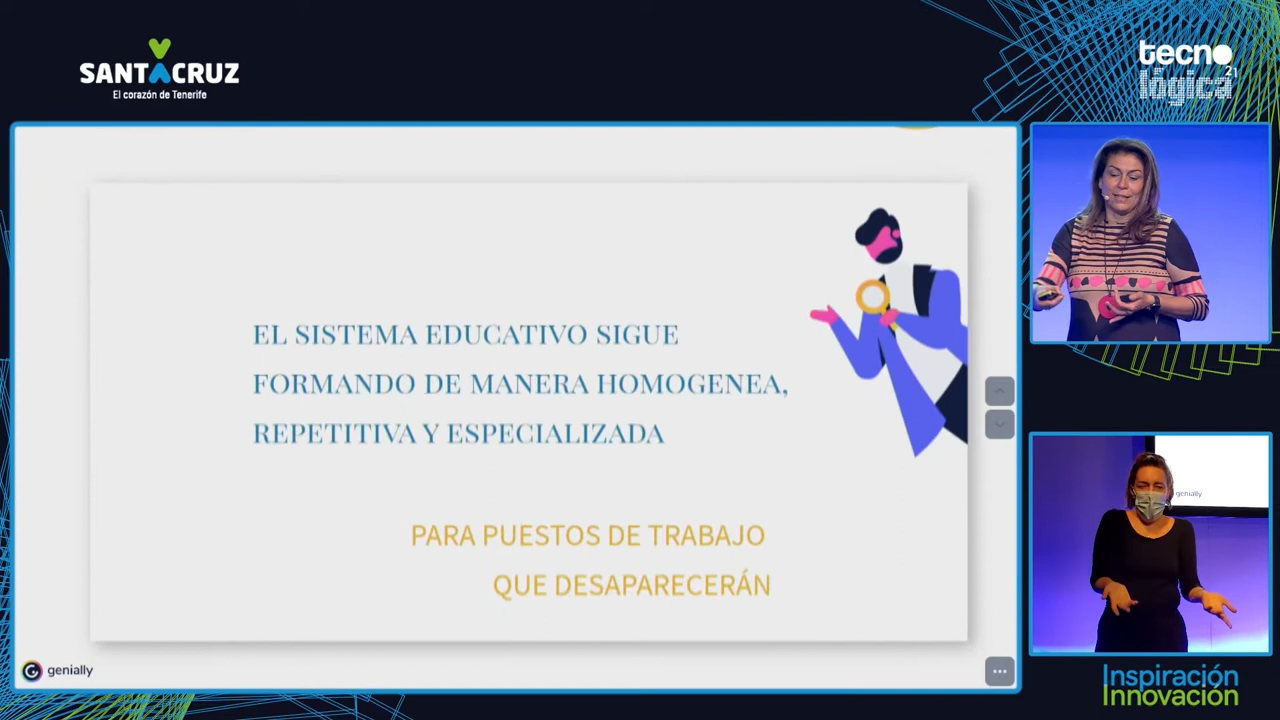 SANTACRUZ
El corazón de Tenerife
tecno
lógica
21
EL SISTEMA EDUCATIVO SIGUE
FORMANDO DE MANERA HOMOGENEA,
REPETITIVA Y ESPECIALIZADA
PARA PUESTOS DE TRABAJO
QUE DESAPARECERÁN
genially
genially
Inspiración
Innovación